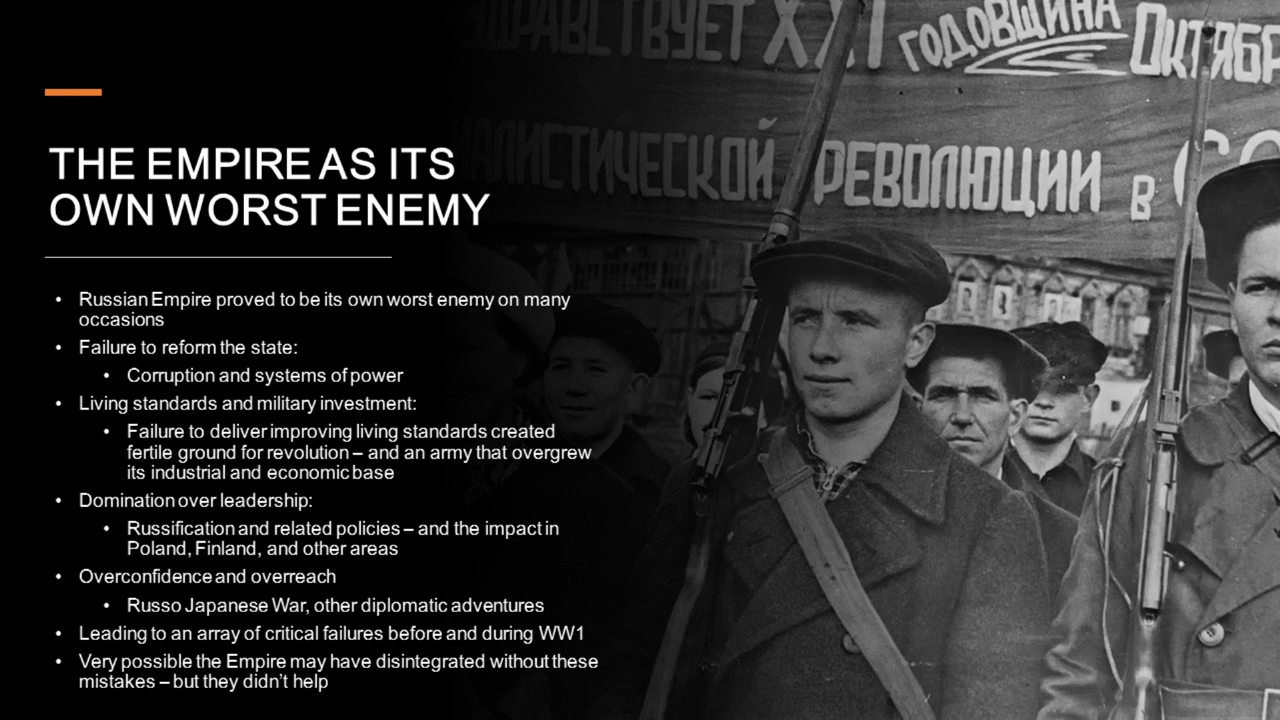 ЗДРАВСТВУЕТ XXI ГОДОВЩИНА
РЕВОЛЮЦИИ В
THE EMPIRE AS ITS
OWN WORST ENEMY
• Russian Empire proved to be its own worst enemy on many
occasions
• Failure to reform the state:
• Corruption and systems of power
• Living standards and military investment:
• Failure to deliver improving living standards created
fertile ground for revolution – and an army that overgrew
its industrial and economic base
• Domination over leadership:
• Russification and related policies – and the impact in
Poland, Finland, and other areas
• Overconfidence and overreach
• Russo Japanese War, other diplomatic adventures
• Leading to an array of critical failures before and during WW1
• Very possible the Empire may have disintegrated without these
mistakes – but they didn’t help